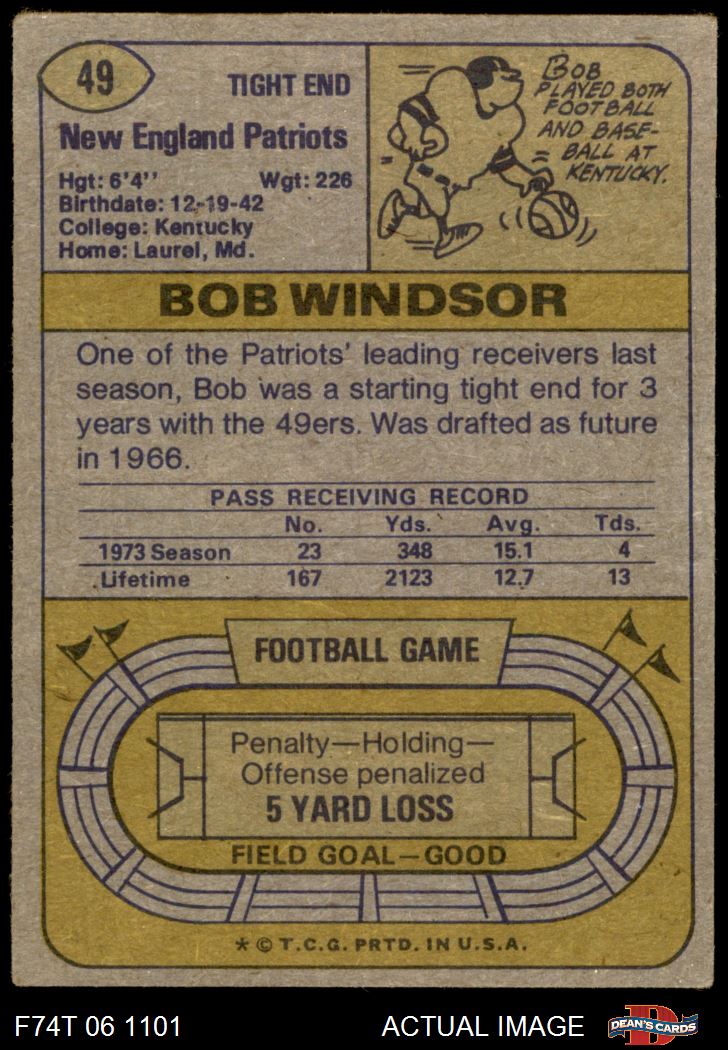 49
TIGHT END
New England Patriots
Hgt: 6'4'' Wgt: 226
Birthdate: 12-19-42
College: Kentucky
Home: Laurel, Md.
BOB
PLAYED BOTH
FOOTBALL
AND BASE-
BALL AT
KENTUCKY.
BOB WINDSOR
One of the Patriots' leading receivers last
season, Bob was a starting tight end for 3
years with the 49ers. Was drafted as future
in 1966.
PASS RECEIVING RECORD
No. Yds. Avg. Tds.
1973 Season 23 348 15.1 4
Lifetime 167 2123 12.7 13
FOOTBALL GAME
Penalty—Holding—
Offense penalized
5 YARD LOSS
FIELD GOAL—GOOD
* © T.C.G. PRTD. IN U.S.A.
F74T 06 1101 ACTUAL IMAGE D DEAN'S CARDS